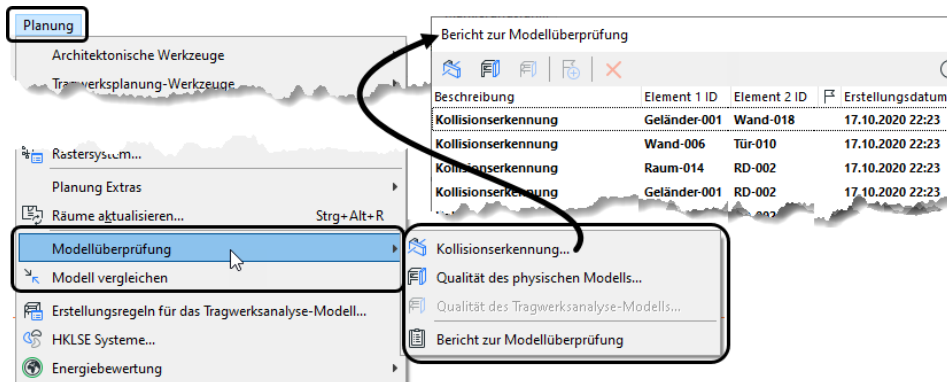 Planung
Architektonische Werkzeuge
Tragwerksplanung-Werkzeuge
Rastersystem...
Planung Extras
Räume aktualisieren... Strg+Alt+R
Modellüberprüfung
Modell vergleichen
Erstellungsregeln für das Tragwerksanalyse-Modell...
HKLSE Systeme...
Energiebewertung
Bericht zur Modellüberprüfung
Beschreibung Element 1 ID Element 2 ID Erstellungsdatum
Kollisionserkennung Geländer-001 Wand-018 17.10.2020 22:23
Kollisionserkennung Wand-006 Tür-010 17.10.2020 22:23
Kollisionserkennung Raum-014 RD-002 17.10.2020 22:23
Kollisionserkennung Geländer-001 RD-002 17.10.2020 22:23
Kollisionserkennung...
Qualität des physischen Modells...
Qualität des Tragwerksanalyse-Modells...
Bericht zur Modellüberprüfung